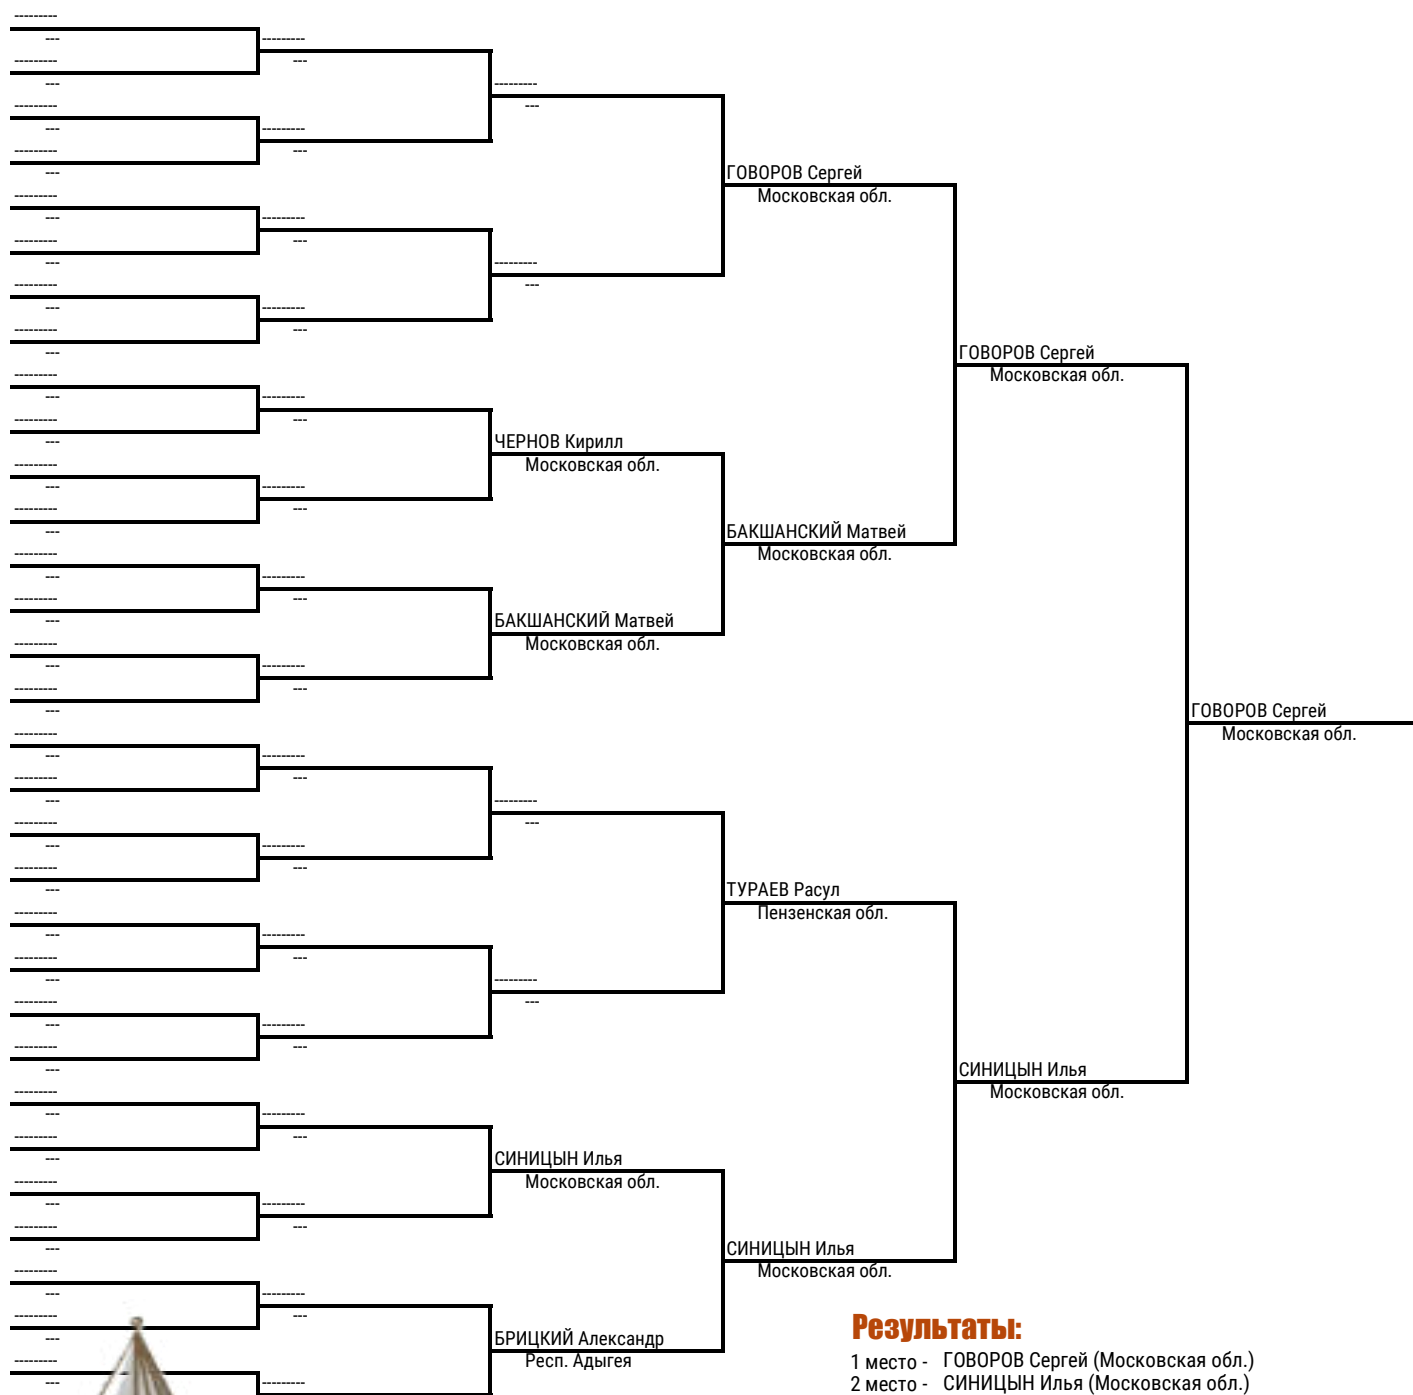 ГОВОРОВ Сергей
Московская обл.
ГОВОРОВ Сергей
Московская обл.
ЧЕРНОВ Кирилл
Московская обл.
БАКШАНСКИЙ Матвей
Московская обл.
БАКШАНСКИЙ Матвей
Московская обл.
ГОВОРОВ Сергей
Московская обл.
ТУРАЕВ Расул
Пензенская обл.
СИНИЦЫН Илья
Московская обл.
СИНИЦЫН Илья
Московская обл.
СИНИЦЫН Илья
Московская обл.
БРИЦКИЙ Александр
Респ. Адыгея
Результаты:
1 место - ГОВОРОВ Сергей (Московская обл.)
2 место - СИНИЦЫН Илья (Московская обл.)